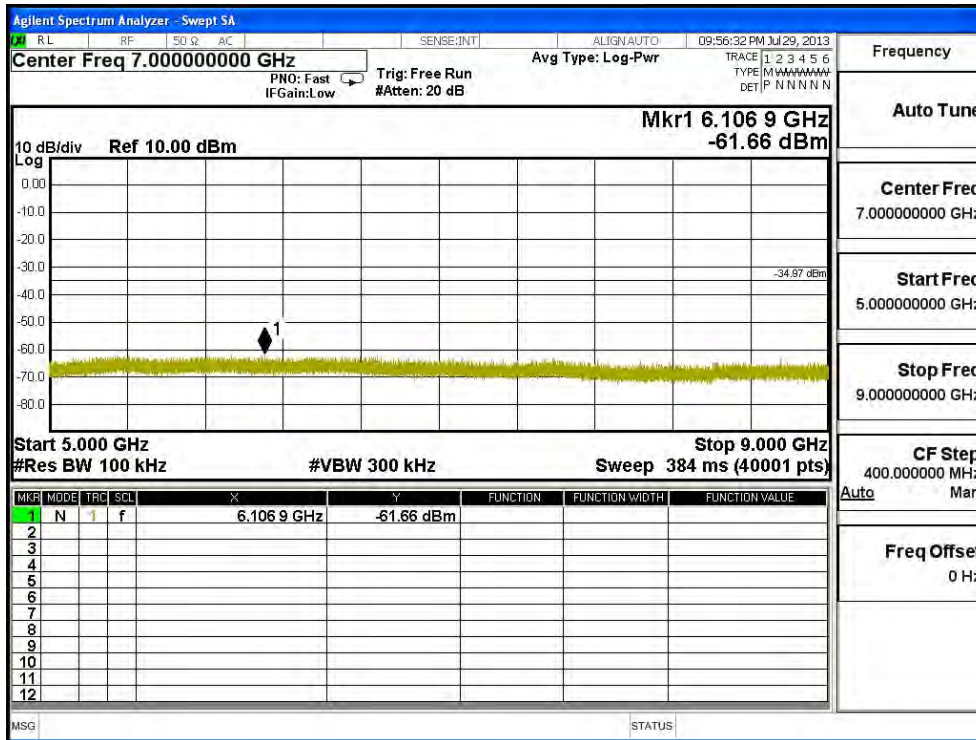 Agilent Spectrum Analyzer - Swept SA
RL RF 50 Ω AC SENSE:INT ALIGN AUTO 09:56:32 PM Jul 29, 2013
Center Freq 7.000000000 GHz
PNO: Fast
IFGain:Low
Trig: Free Run
#Atten: 20 dB
Avg Type: Log-Pwr
TRACE 1 2 3 4 5 6
TYPE M WWWWW
DET P N N N N N
Mkr1 6.106 9 GHz
-61.66 dBm
10 dB/div Ref 10.00 dBm
Log
0.00
-10.0
-20.0
-30.0
-34.97 dBm
-40.0
-50.0
1
-60.0
-70.0
-80.0
Start 5.000 GHz Stop 9.000 GHz
#Res BW 100 kHz #VBW 300 kHz Sweep 384 ms (40001 pts)
MKR MODE TRC SCL X Y FUNCTION FUNCTION WIDTH FUNCTION VALUE
1 N 1 f 6.106 9 GHz -61.66 dBm
2
3
4
5
6
7
8
9
10
11
12
MSG STATUS
Frequency
Auto Tune
Center Freq
7.000000000 GHz
Start Freq
5.000000000 GHz
Stop Freq
9.000000000 GHz
CF Step
400.000000 MHz
Auto Man
Freq Offset
0 Hz